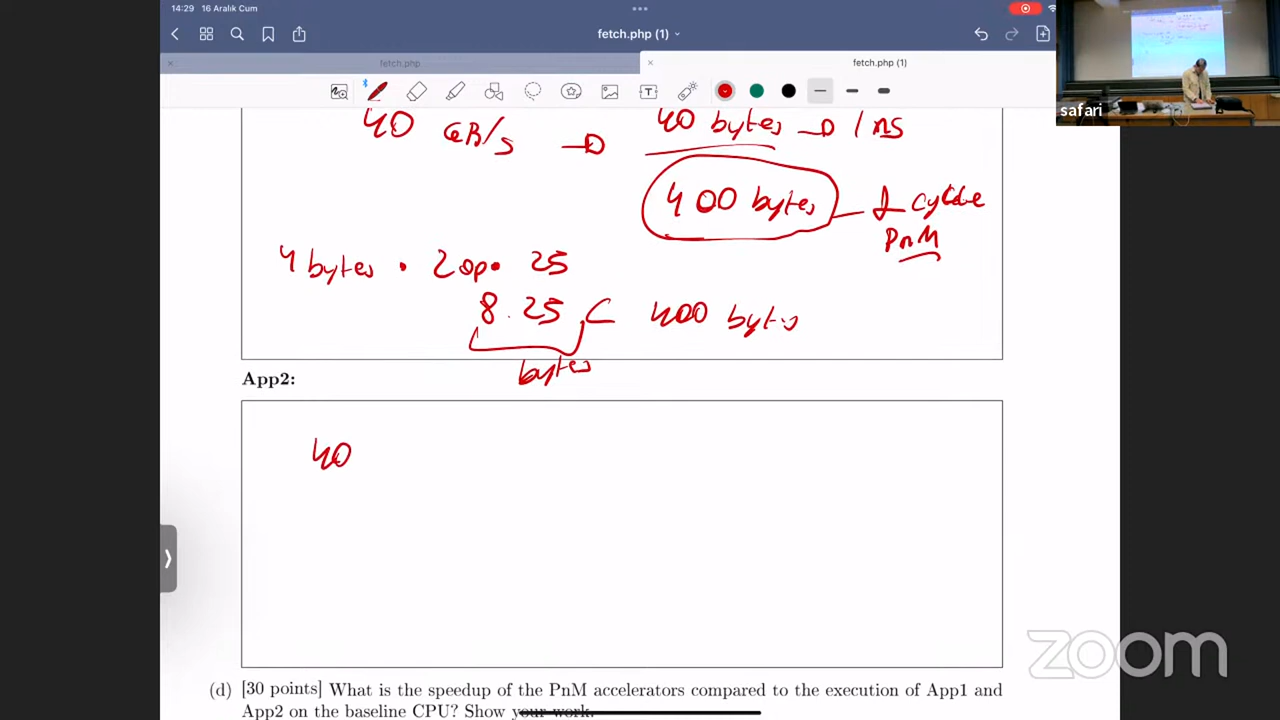 14:29 16 Aralık Cum
fetch.php (1)
fetch.php
fetch.php (1)
safari
40 GB/s → 40 bytes → 1 ns
400 bytes — 1 cycle
PnM
4 bytes . 2 op . 25
8 . 25 < 400 bytes
bytes
App2:
40
(d) [30 points] What is the speedup of the PnM accelerators compared to the execution of App1 and
App2 on the baseline CPU? Show your work.
zoom